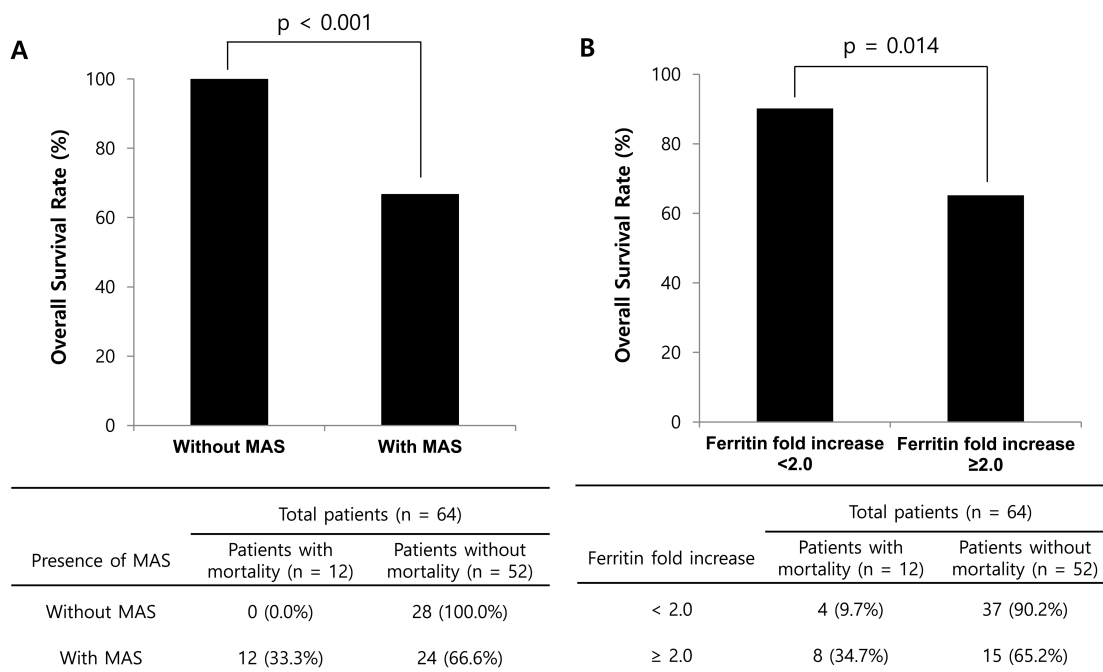 A
p < 0.001
Overall Survival Rate (%)
100
80
60
40
20
0
Without MAS
With MAS
Total patients (n = 64)
Presence of MAS
Patients with
mortality (n = 12)
Patients without
mortality (n = 52)
Without MAS
0 (0.0%)
28 (100.0%)
With MAS
12 (33.3%)
24 (66.6%)
B
p = 0.014
Overall Survival Rate (%)
100
80
60
40
20
0
Ferritin fold increase
<2.0
Ferritin fold increase
≥2.0
Total patients (n = 64)
Ferritin fold increase
Patients with
mortality (n = 12)
Patients without
mortality (n = 52)
< 2.0
4 (9.7%)
37 (90.2%)
≥ 2.0
8 (34.7%)
15 (65.2%)